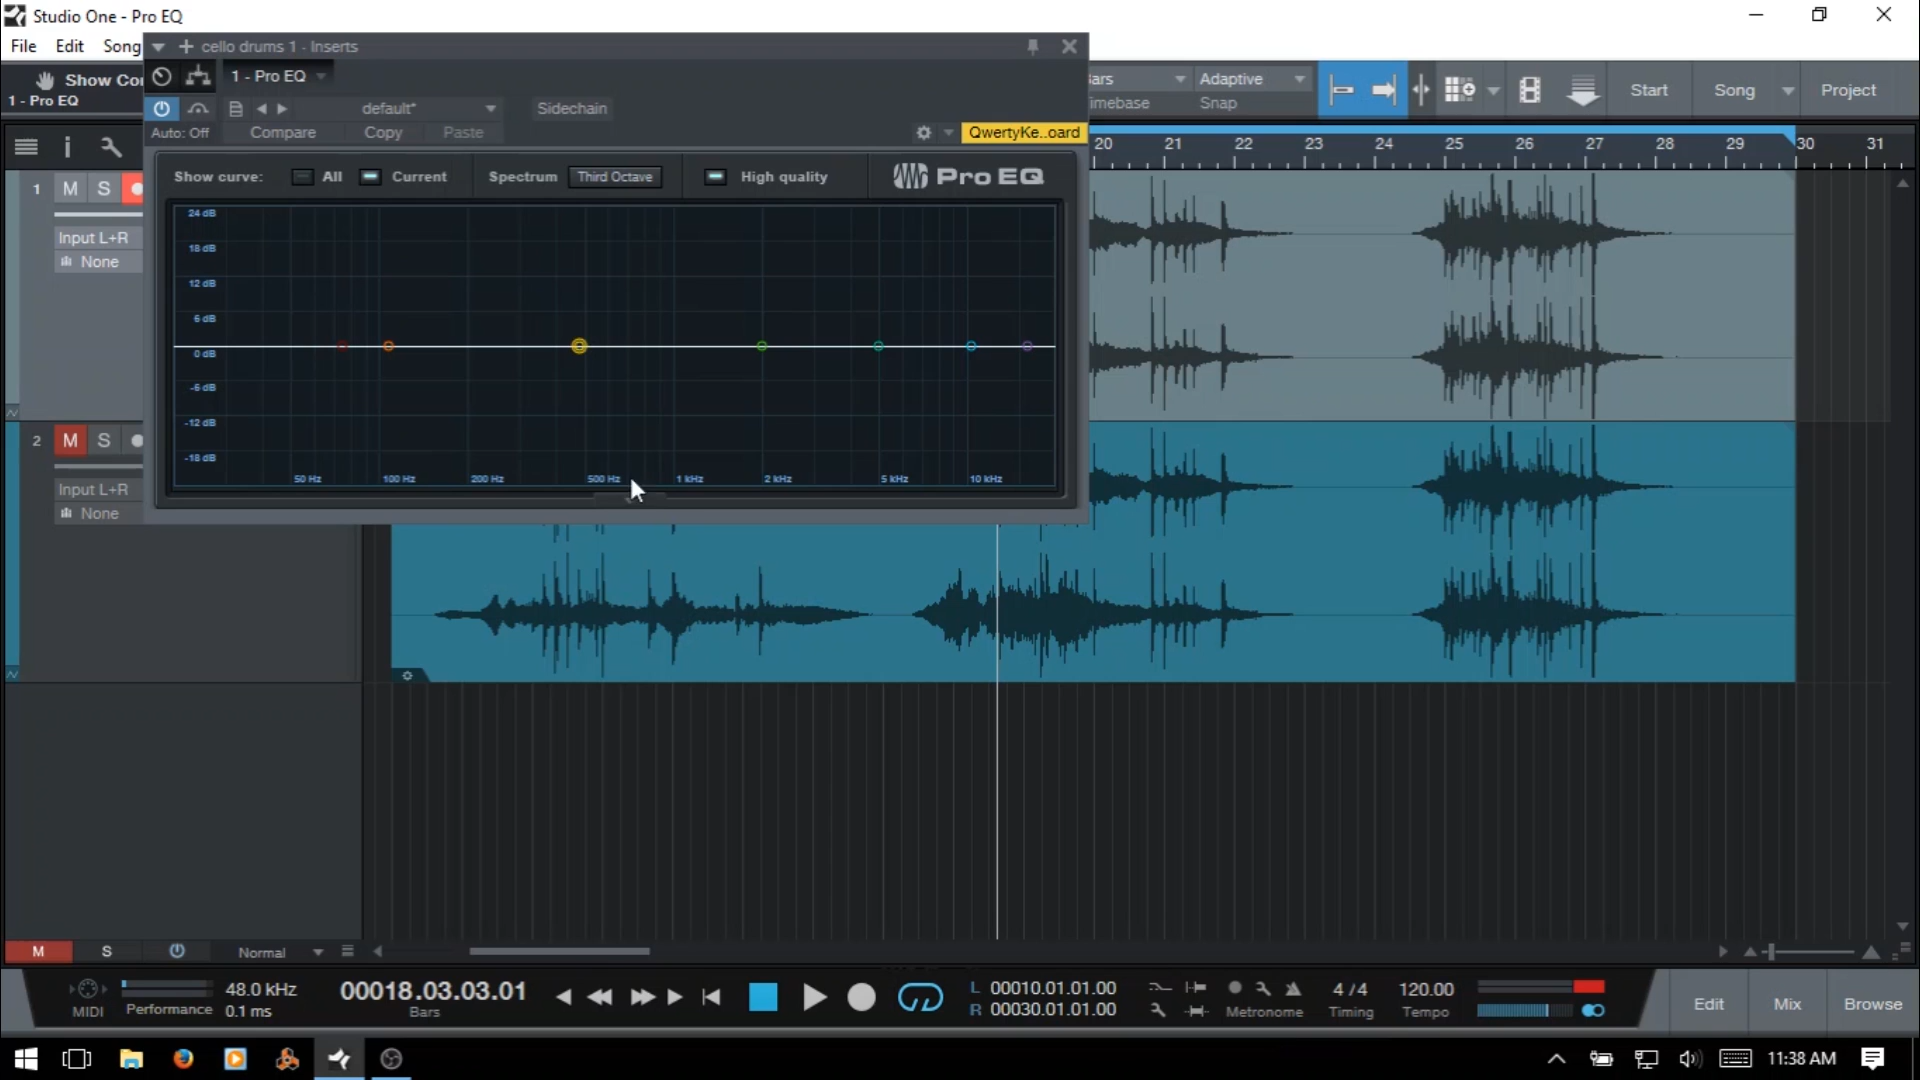 Studio One - Pro EQ
File Edit Song
cello drums 1 - Inserts
Show Co
1 - Pro EQ
1 - Pro EQ
default*
Sidechain
Auto: Off
Compare
Copy
Paste
QwertyKe..oard
Adaptive
Snap
Start
Song
Project
Show curve:
All
Current
Spectrum
Third Octave
High quality
Pro EQ
20 21 22 23 24 25 26 27 28 29 30 31
24 dB
18 dB
12 dB
6 dB
0 dB
-6 dB
-12 dB
-18 dB
50 Hz 100 Hz 200 Hz 500 Hz 1 kHz 2 kHz 5 kHz 10 kHz
1 M S
Input L+R
None
2 M S
Input L+R
None
M S Normal
MIDI
Performance
48.0 kHz
0.1 ms
00018.03.03.01
Bars
L 00010.01.01.00
R 00030.01.01.00
Metronome
4 / 4
Timing
120.00
Tempo
Edit
Mix
Browse
11:38 AM